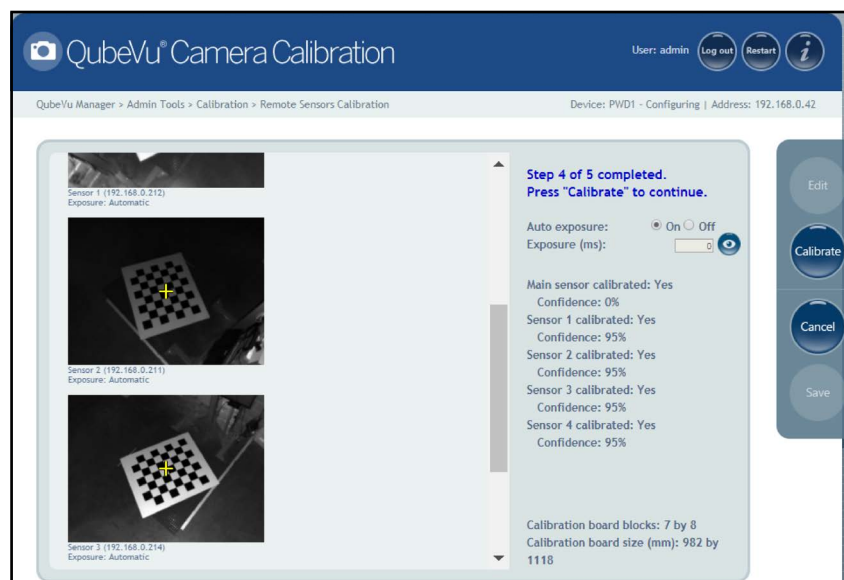 QubeVu® Camera Calibration
User: admin
Log out
Restart
i
QubeVu Manager > Admin Tools > Calibration > Remote Sensors Calibration
Device: PWD1 - Configuring | Address: 192.168.0.42
Sensor 1 (192.168.0.212)
Exposure: Automatic
Sensor 2 (192.168.0.211)
Exposure: Automatic
Sensor 3 (192.168.0.214)
Exposure: Automatic
Step 4 of 5 completed.
Press "Calibrate" to continue.
Auto exposure: On Off
Exposure (ms): 0
Main sensor calibrated: Yes
Confidence: 0%
Sensor 1 calibrated: Yes
Confidence: 95%
Sensor 2 calibrated: Yes
Confidence: 95%
Sensor 3 calibrated: Yes
Confidence: 95%
Sensor 4 calibrated: Yes
Confidence: 95%
Calibration board blocks: 7 by 8
Calibration board size (mm): 982 by
1118
Edit
Calibrate
Cancel
Save